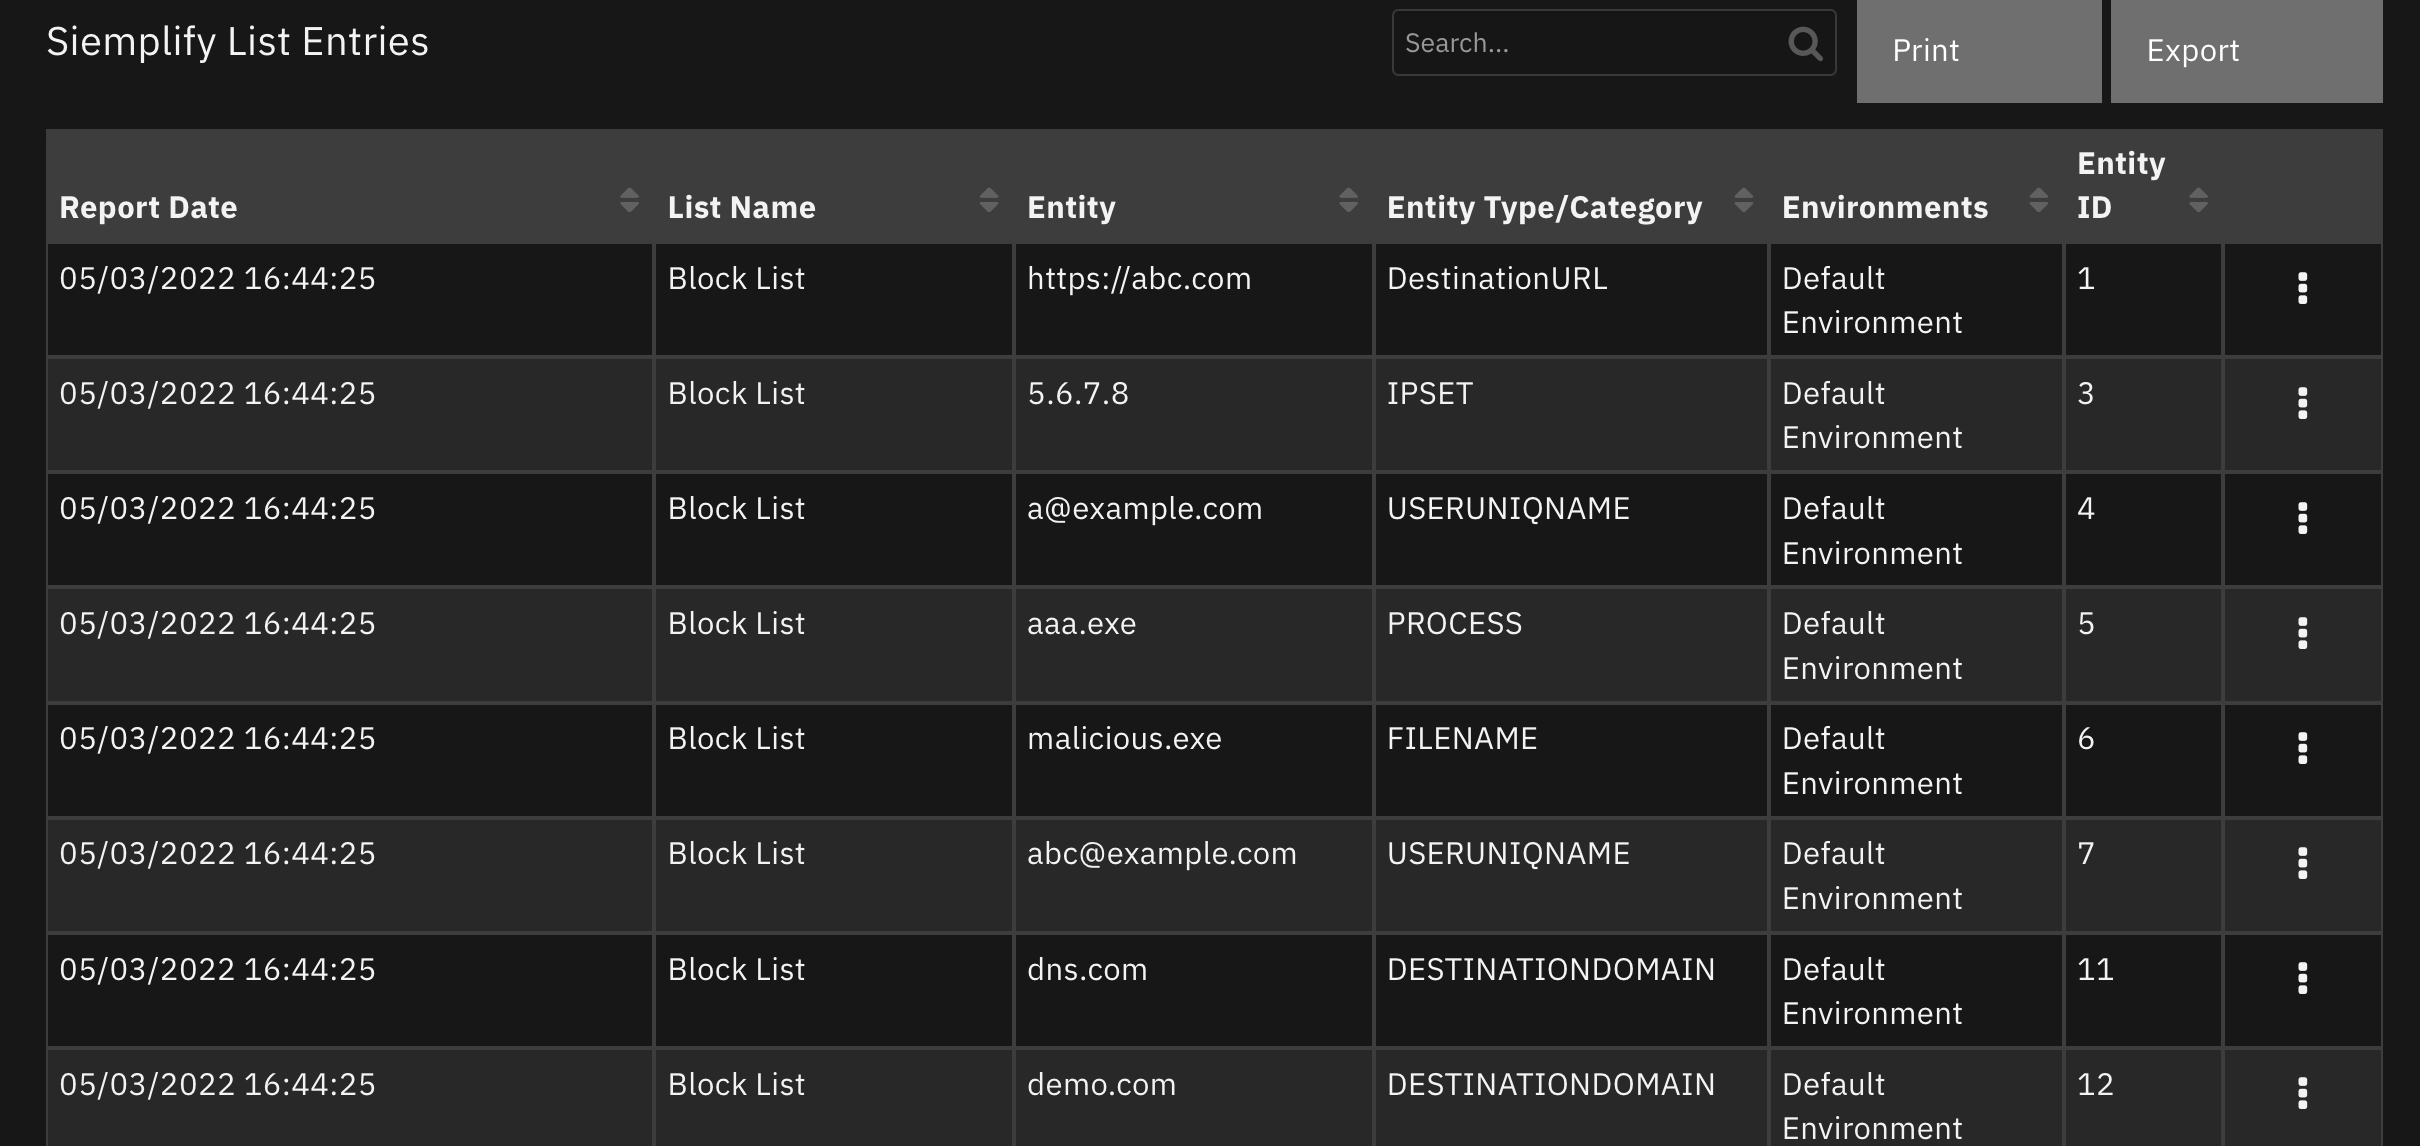 Siemplify List Entries
Search...
Print
Export
Report Date
List Name
Entity
Entity Type/Category
Environments
Entity
ID
05/03/2022 16:44:25
Block List
https://abc.com
DestinationURL
Default
Environment
1
05/03/2022 16:44:25
Block List
5.6.7.8
IPSET
Default
Environment
3
05/03/2022 16:44:25
Block List
a@example.com
USERUNIQNAME
Default
Environment
4
05/03/2022 16:44:25
Block List
aaa.exe
PROCESS
Default
Environment
5
05/03/2022 16:44:25
Block List
malicious.exe
FILENAME
Default
Environment
6
05/03/2022 16:44:25
Block List
abc@example.com
USERUNIQNAME
Default
Environment
7
05/03/2022 16:44:25
Block List
dns.com
DESTINATIONDOMAIN
Default
Environment
11
05/03/2022 16:44:25
Block List
demo.com
DESTINATIONDOMAIN
Default
Environment
12